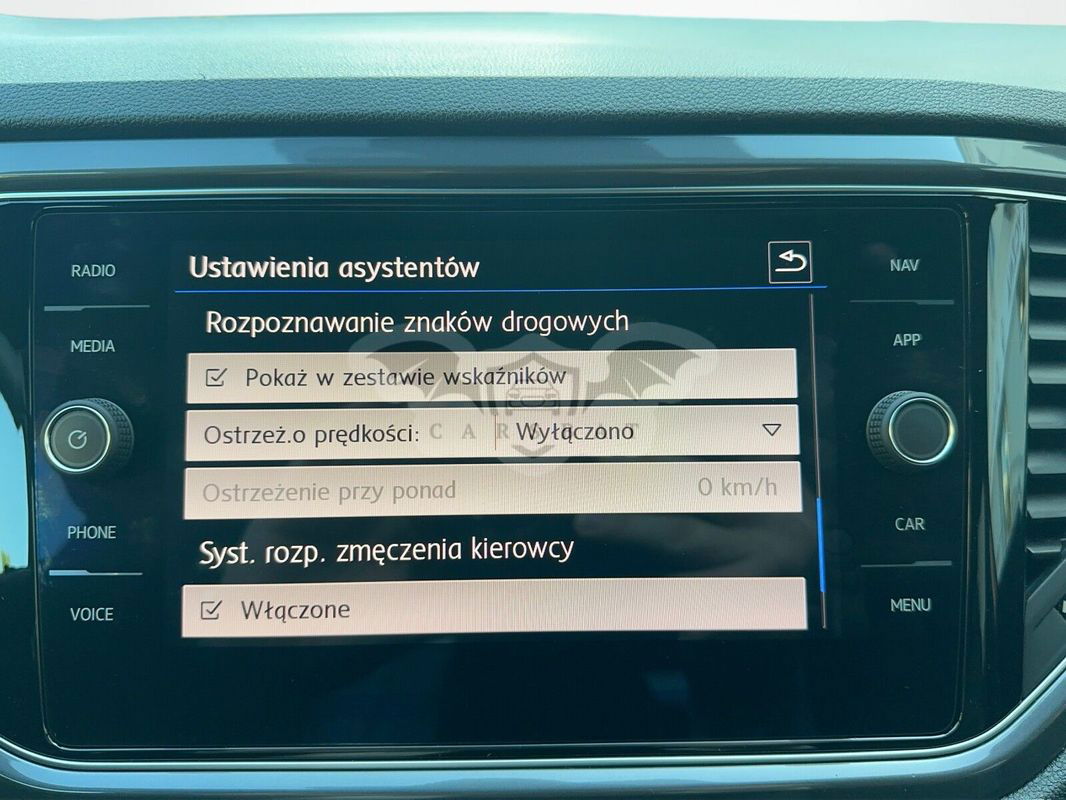 RADIO
MEDIA
PHONE
VOICE
Ustawienia asystentów
Rozpoznawanie znaków drogowych
Pokaż w zestawie wskaźników
Ostrzeż.o prędkości: Wyłączono
Ostrzeżenie przy ponad 0 km/h
Syst. rozp. zmęczenia kierowcy
Włączone
NAV
APP
CAR
MENU